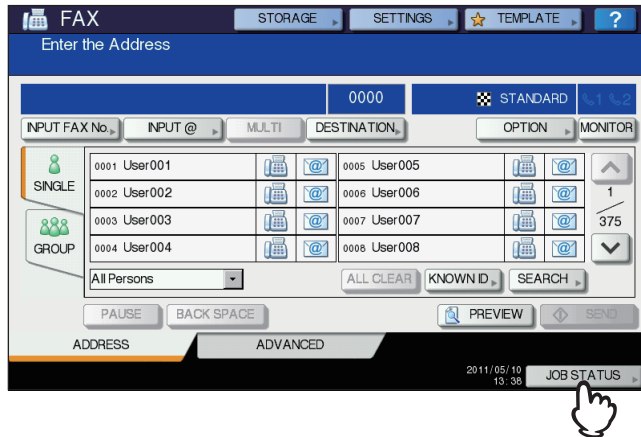 FAX STORAGE SETTINGS TEMPLATE ?
Enter the Address
0000 STANDARD 1 2
INPUT FAX No. INPUT @ MULTI DESTINATION OPTION MONITOR
SINGLE
GROUP
0001 User001 @ 0005 User005 @
0002 User002 @ 0006 User006 @
0003 User003 @ 0007 User007 @
0004 User004 @ 0008 User008 @
1
375
All Persons ALL CLEAR KNOWN ID SEARCH
PAUSE BACK SPACE PREVIEW SEND
ADDRESS ADVANCED
2011/05/10
13:38
JOB STATUS